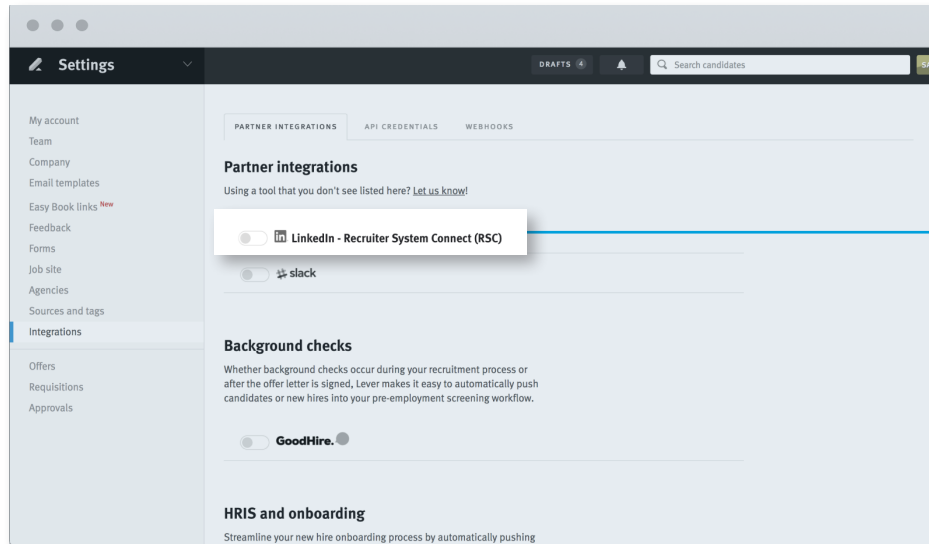 Settings
DRAFTS 4
Search candidates
My account
Team
Company
Email templates
Easy Book links New
Feedback
Forms
Job site
Agencies
Sources and tags
Integrations
Offers
Requisitions
Approvals
PARTNER INTEGRATIONS
API CREDENTIALS
WEBHOOKS
Partner integrations
Using a tool that you don't see listed here? Let us know!
in LinkedIn - Recruiter System Connect (RSC)
slack
Background checks
Whether background checks occur during your recruitment process or
after the offer letter is signed, Lever makes it easy to automatically push
candidates or new hires into your pre-employment screening workflow.
GoodHire.
HRIS and onboarding
Streamline your new hire onboarding process by automatically pushing